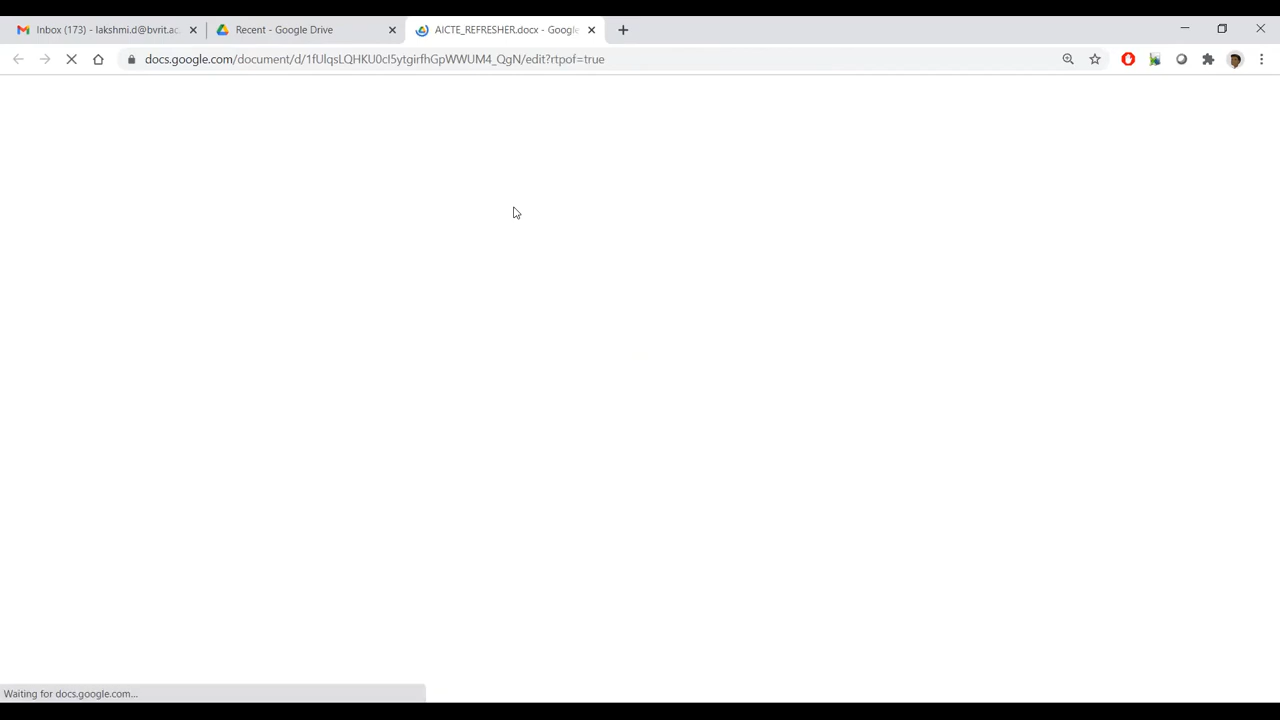 Inbox (173) - lakshmi.d@bvrit.ac.
Recent - Google Drive
AICTE_REFRESHER.docx - Google
docs.google.com/document/d/1fUlqsLQHKU0cI5ytgirfhGpWWUM4_QgN/edit?rtpof=true
Waiting for docs.google.com...